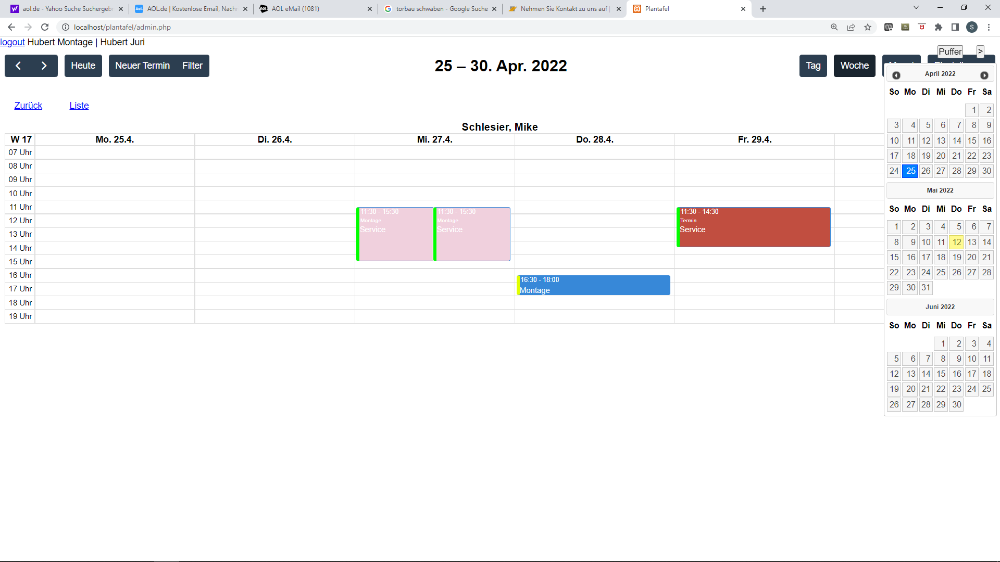 aol.de - Yahoo Suche Suchergebn
AOL.de | Kostenlose Email, Nachr
AOL eMail (1081)
torbau schwaben - Google Suche
Nehmen Sie Kontakt zu uns auf |
Plantafel
localhost/plantafel/admin.php
S
logout Hubert Montage | Hubert Juri
Puffer >
Heute Neuer Termin Filter
25 – 30. Apr. 2022
Tag Woche
Zurück Liste
Schlesier, Mike
W 17 Mo. 25.4. Di. 26.4. Mi. 27.4. Do. 28.4. Fr. 29.4.
07 Uhr
08 Uhr
09 Uhr
10 Uhr
11 Uhr
12 Uhr
13 Uhr
14 Uhr
15 Uhr
16 Uhr
17 Uhr
18 Uhr
19 Uhr
11:30 - 15:30
Montage
Service
11:30 - 15:30
Montage
Service
16:30 - 18:00
Montage
11:30 - 14:30
Termin
Service
April 2022
So Mo Di Mi Do Fr Sa
1 2
3 4 5 6 7 8 9
10 11 12 13 14 15 16
17 18 19 20 21 22 23
24 25 26 27 28 29 30
Mai 2022
So Mo Di Mi Do Fr Sa
1 2 3 4 5 6 7
8 9 10 11 12 13 14
15 16 17 18 19 20 21
22 23 24 25 26 27 28
29 30 31
Juni 2022
So Mo Di Mi Do Fr Sa
1 2 3 4
5 6 7 8 9 10 11
12 13 14 15 16 17 18
19 20 21 22 23 24 25
26 27 28 29 30